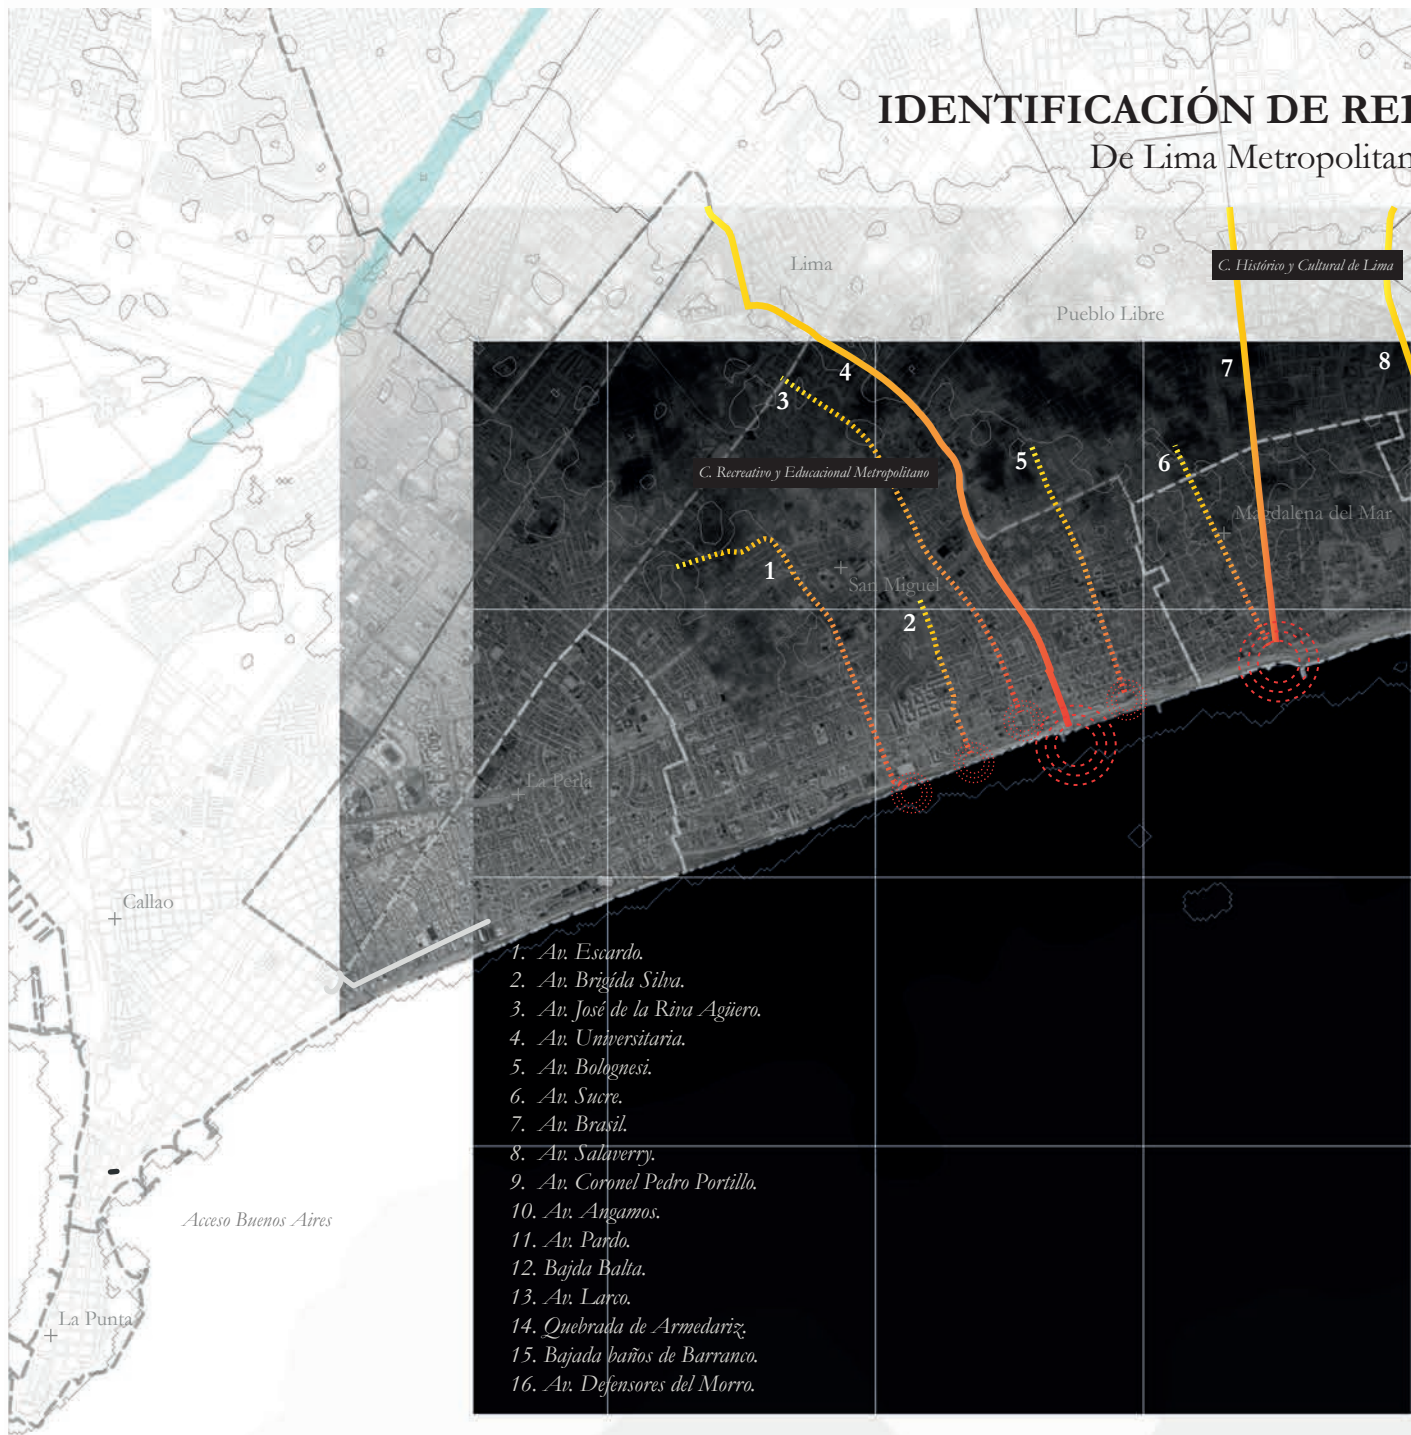 IDENTIFICACIÓN DE RE
De Lima Metropolitan
Lima
C. Histórico y Cultural de Lima
Pueblo Libre
7
8
4
3
5
6
C. Recreativo y Educacional Metropolitano
Magdalena del Mar
1
San Miguel
2
La Perla
Callao
1. Av. Escardo.
2. Av. Brigída Silva.
3. Av. José de la Riva Agüero.
4. Av. Universitaria.
5. Av. Bolognesi.
6. Av. Sucre.
7. Av. Brasil.
8. Av. Salaverry.
9. Av. Coronel Pedro Portillo.
10. Av. Angamos.
11. Av. Pardo.
12. Bajda Balta.
13. Av. Larco.
14. Quebrada de Armedariz.
15. Bajada baños de Barranco.
16. Av. Defensores del Morro.
Acceso Buenos Aires
La Punta